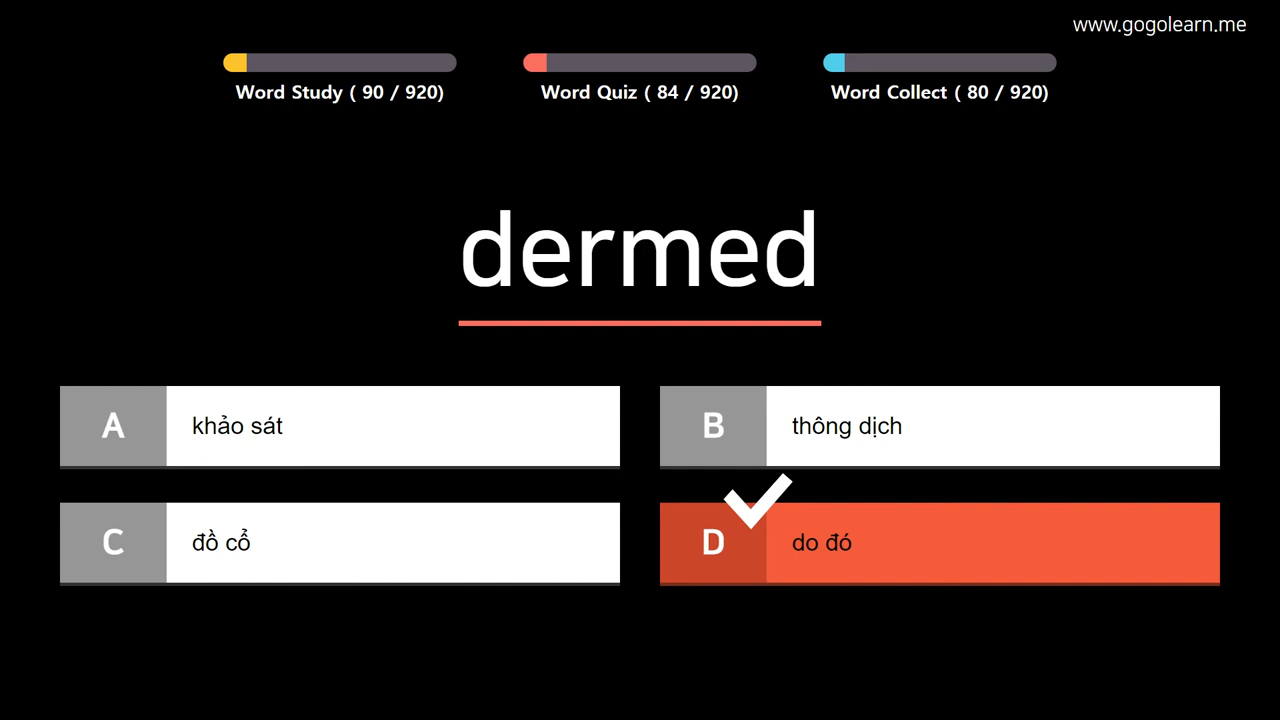 www.gogolearn.me
Word Study ( 90 / 920)
Word Quiz ( 84 / 920)
Word Collect ( 80 / 920)
dermed
A khảo sát
B thông dịch
C đồ cổ
D do đó